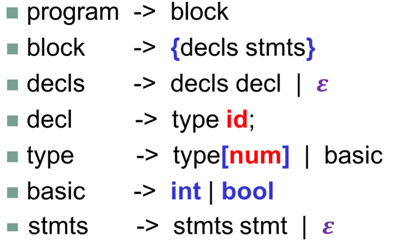 program -> block
block -> {decls stmts}
decls -> decls decl | ε
decl -> type id;
type -> type[num] | basic
basic -> int | bool
stmts -> stmts stmt | ε